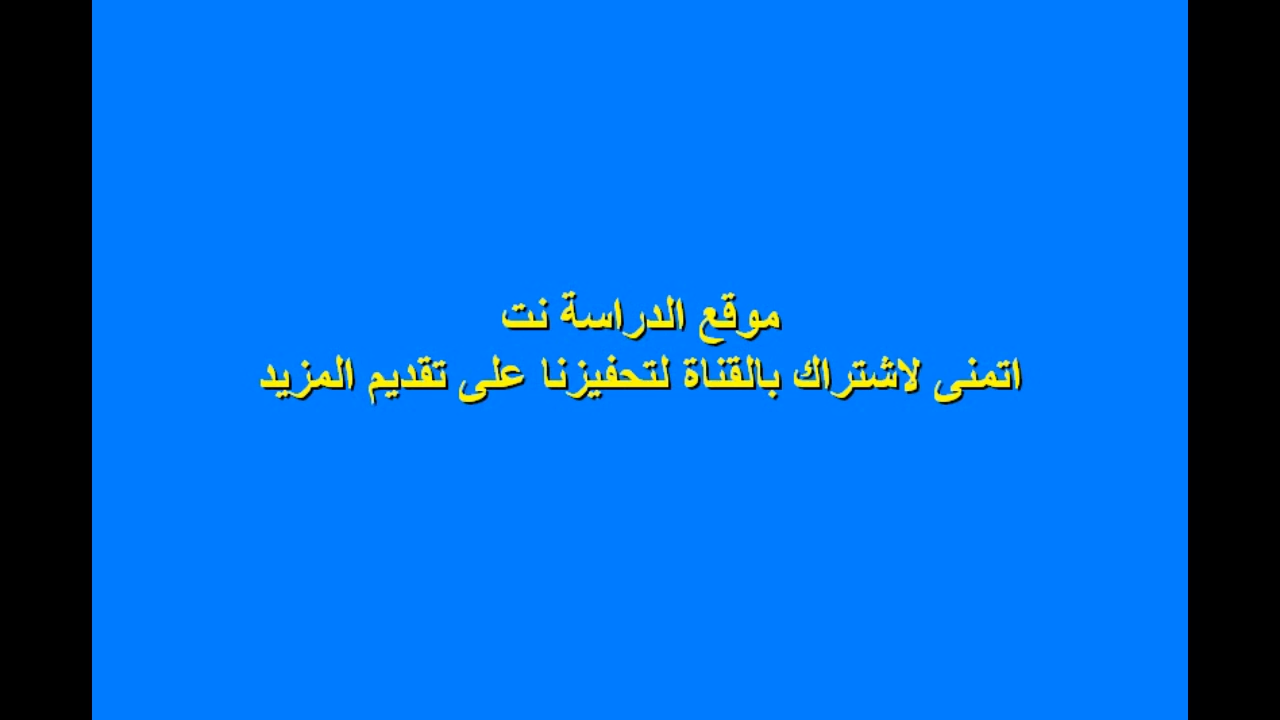 موقع الدراسة نت
اتمنى لاشتراك بالقناة لتحفيزنا على تقديم المزيد